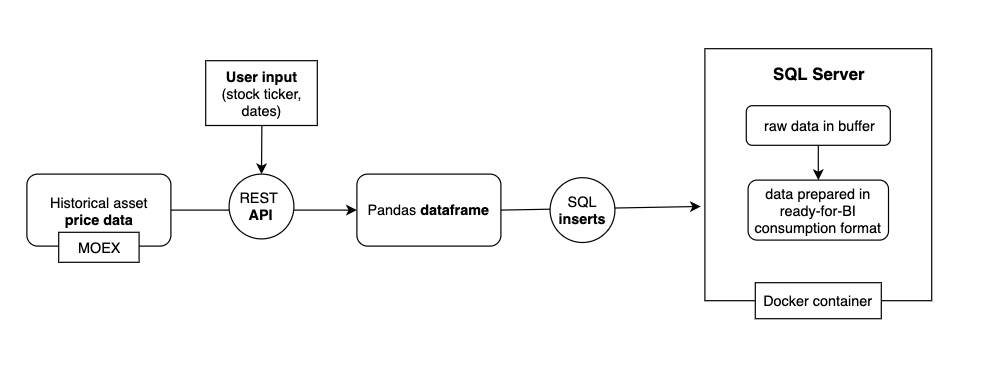 User input
(stock ticker,
dates)
Historical asset
price data
MOEX
REST
API
Pandas dataframe
SQL
inserts
SQL Server
raw data in buffer
data prepared in
ready-for-BI
consumption format
Docker container